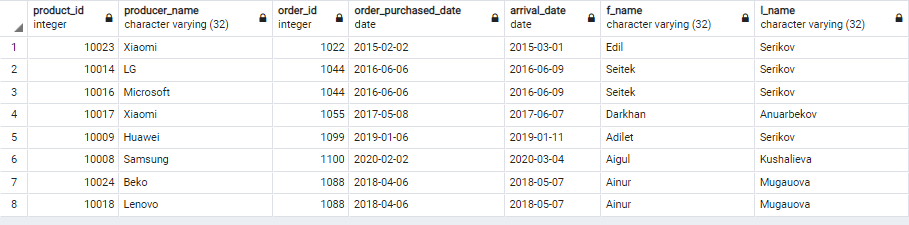 product_id producer_name order_id order_purchased_date arrival_date f_name l_name
integer character varying (32) integer date date character varying (32) character varying (32)
1 10023 Xiaomi 1022 2015-02-02 2015-03-01 Edil Serikov
2 10014 LG 1044 2016-06-06 2016-06-09 Seitek Serikov
3 10016 Microsoft 1044 2016-06-06 2016-06-09 Seitek Serikov
4 10017 Xiaomi 1055 2017-05-08 2017-06-07 Darkhan Anuarbekov
5 10009 Huawei 1099 2019-01-06 2019-01-11 Adilet Serikov
6 10008 Samsung 1100 2020-02-02 2020-03-04 Aigul Kushalieva
7 10024 Beko 1088 2018-04-06 2018-05-07 Ainur Mugauova
8 10018 Lenovo 1088 2018-04-06 2018-05-07 Ainur Mugauova